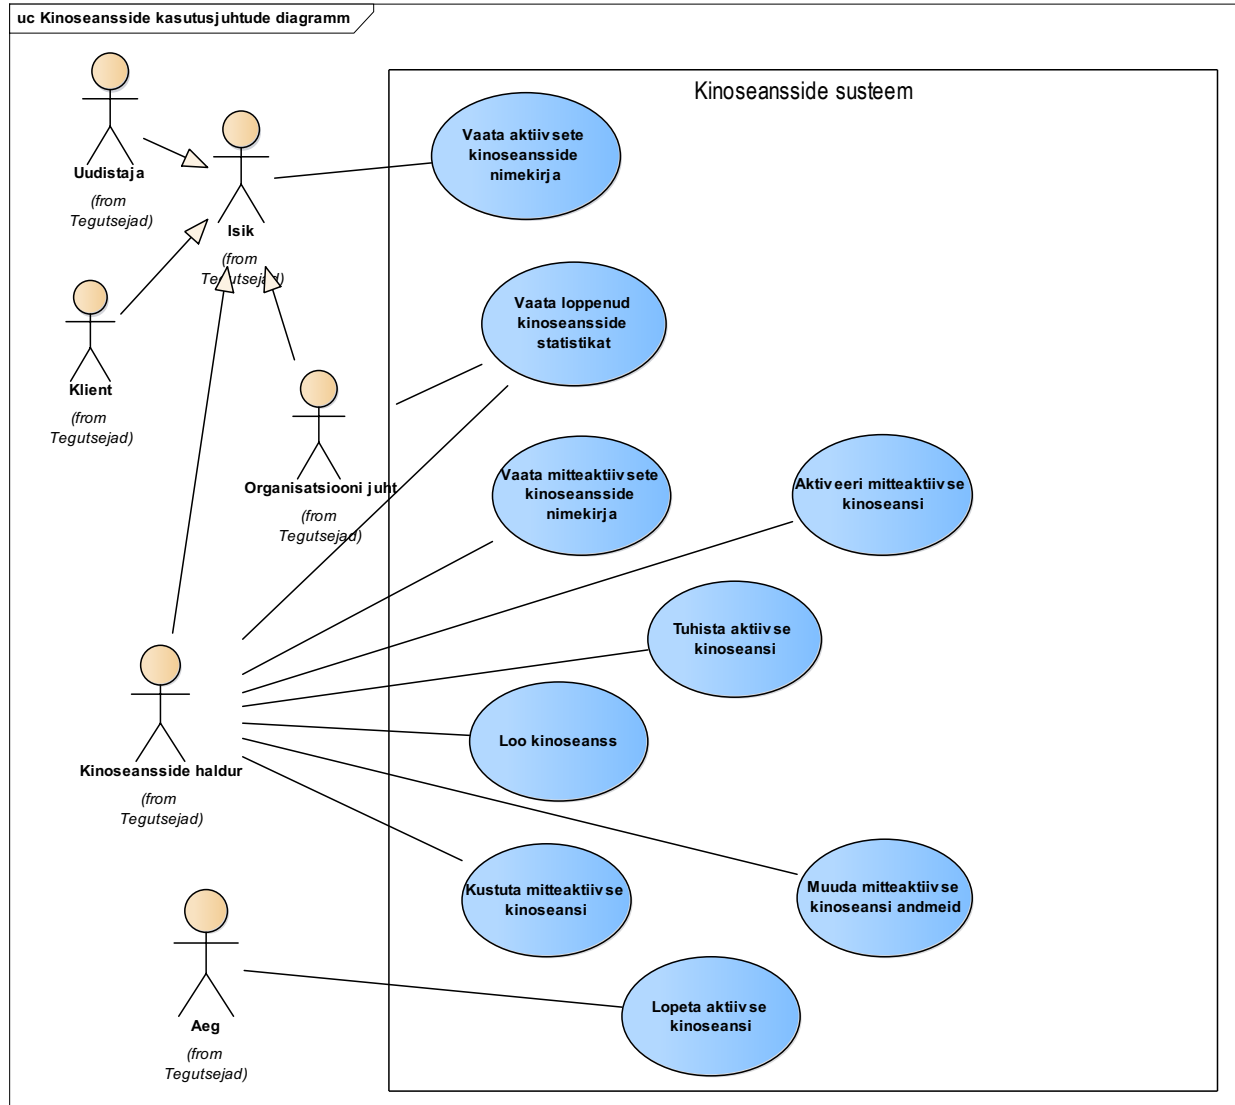 uc Kinoseansside kasutusjuhtude diagramm
Kinoseansside susteem
Uudistaja
(from
Tegutsejad)
Isik
(from
Tegutsejad)
Vaata aktiivsete
kinoseansside
nimekirja
Klient
(from
Tegutsejad)
Vaata loppenud
kinoseansside
statistikat
Organisatsiooni juht
(from
Tegutsejad)
Vaata mitteaktiivsete
kinoseansside
nimekirja
Aktiveeri mitteaktiivse
kinoseansi
Tuhista aktiivse
kinoseansi
Kinoseansside haldur
(from
Tegutsejad)
Loo kinoseanss
Kustuta mitteaktiivse
kinoseansi
Muuda mitteaktiivse
kinoseansi andmeid
Aeg
(from
Tegutsejad)
Lopeta aktiivse
kinoseansi